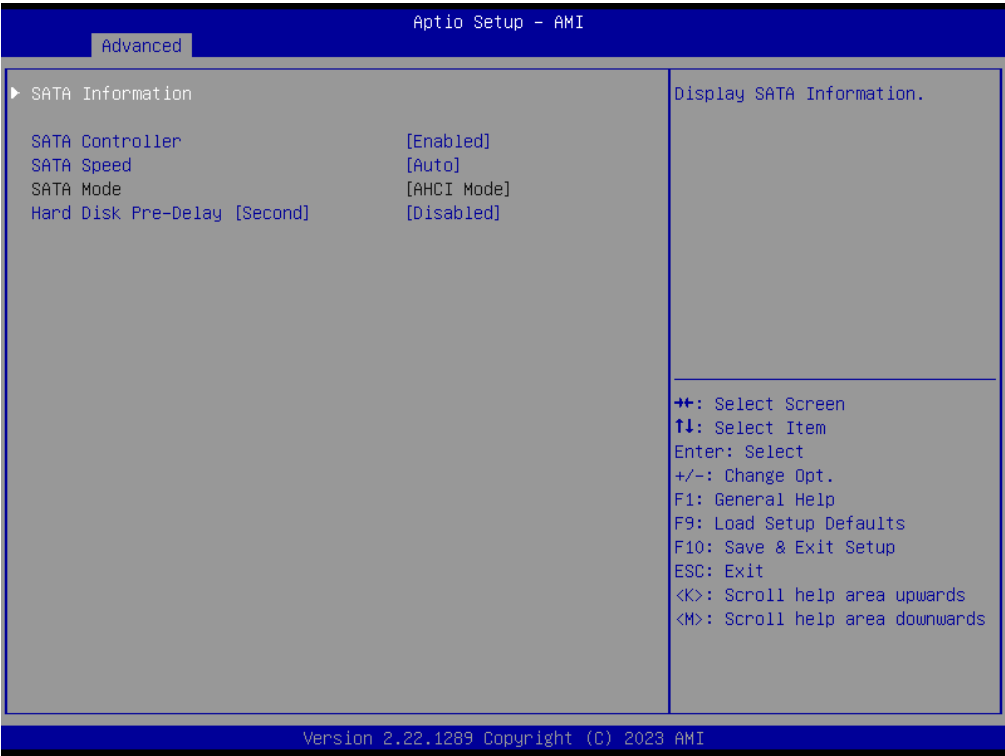 Aptio Setup – AMI
Advanced
▶ SATA Information
Display SATA Information.
SATA Controller [Enabled]
SATA Speed [Auto]
SATA Mode [AHCI Mode]
Hard Disk Pre-Delay [Second] [Disabled]
→←: Select Screen
↑↓: Select Item
Enter: Select
+/-: Change Opt.
F1: General Help
F9: Load Setup Defaults
F10: Save & Exit Setup
ESC: Exit
<K>: Scroll help area upwards
<M>: Scroll help area downwards
Version 2.22.1289 Copyright (C) 2023 AMI